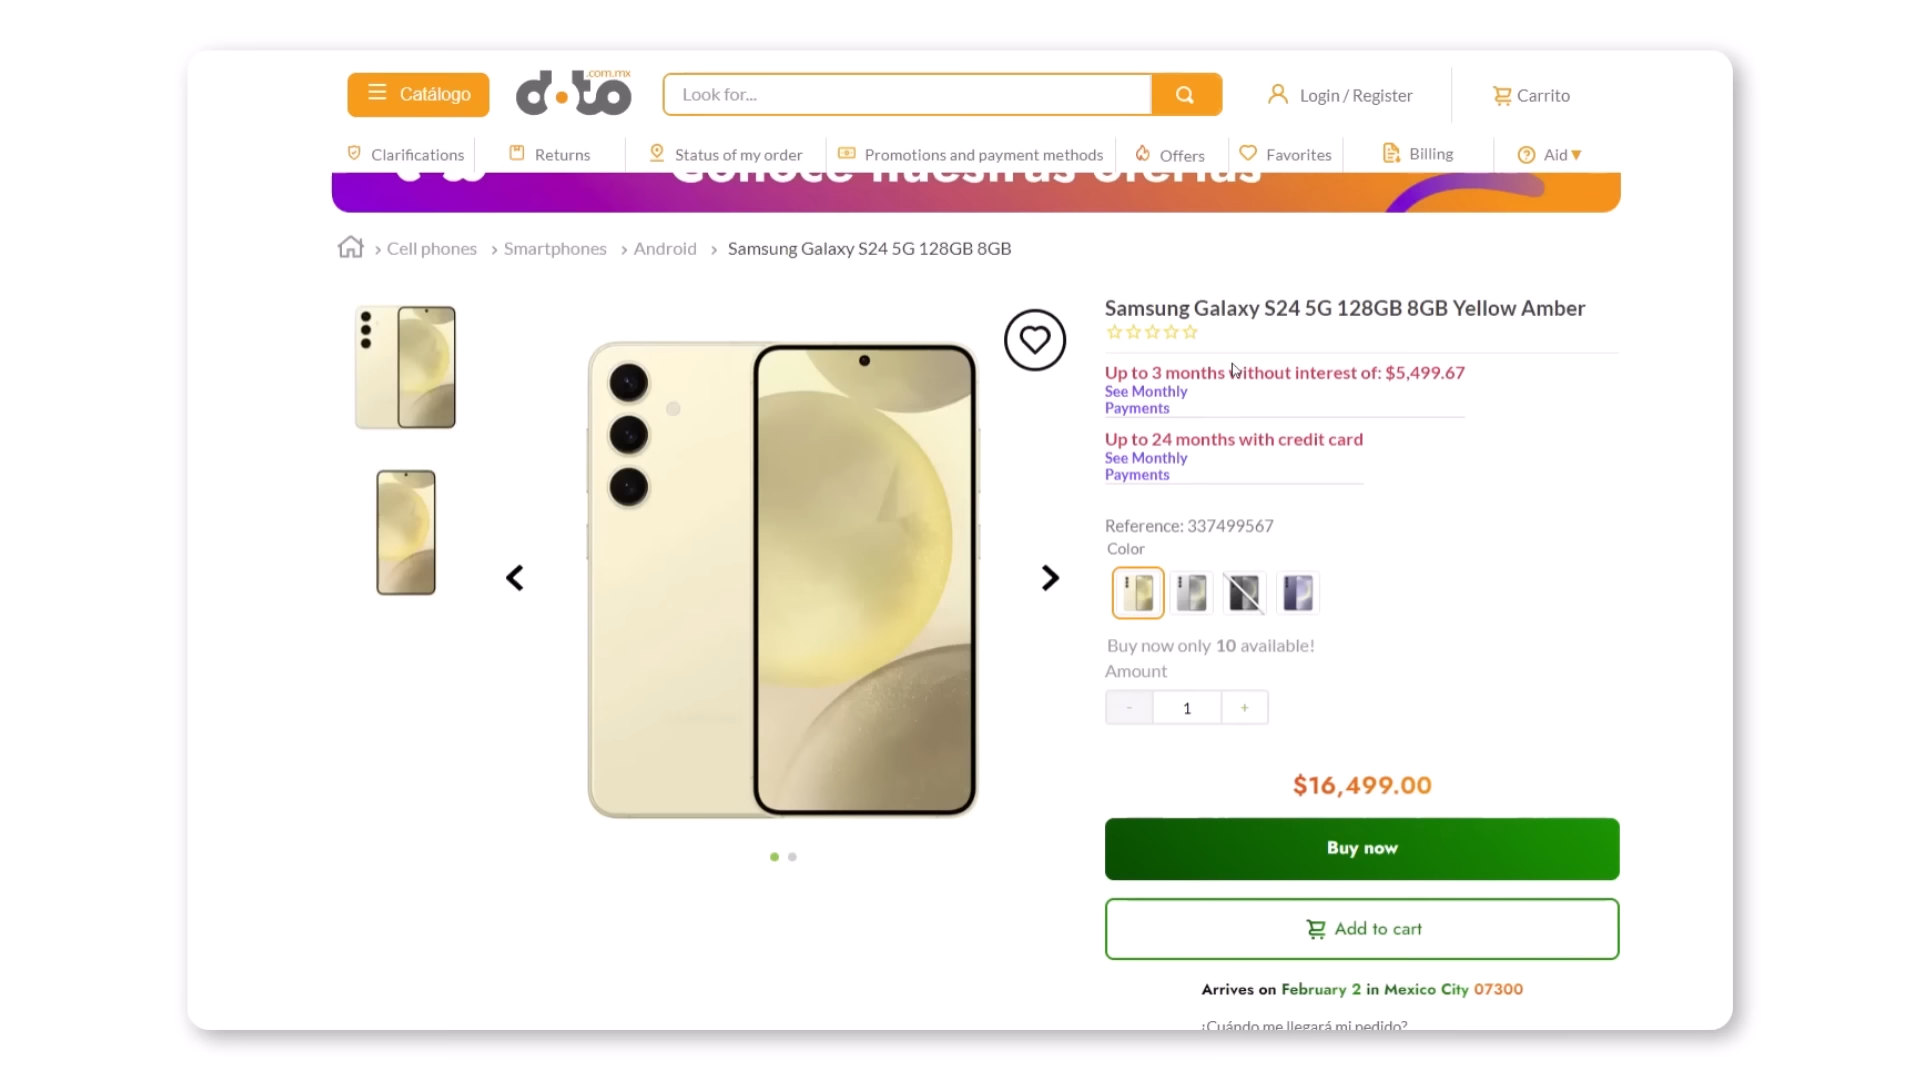 Catálogo
doto
.com.mx
Look for...
Login / Register
Carrito
Clarifications
Returns
Status of my order
Promotions and payment methods
Offers
Favorites
Billing
Aid▼
Conoce nuestras ofertas
Cell phones
Smartphones
Android
Samsung Galaxy S24 5G 128GB 8GB
Samsung Galaxy S24 5G 128GB 8GB Yellow Amber
Up to 3 months without interest of: $5,499.67
See Monthly
Payments
Up to 24 months with credit card
See Monthly
Payments
Reference: 337499567
Color
Buy now only 10 available!
Amount
- 1 +
$16,499.00
Buy now
Add to cart
Arrives on February 2 in Mexico City 07300
¿Cuándo me llegará mi pedido?